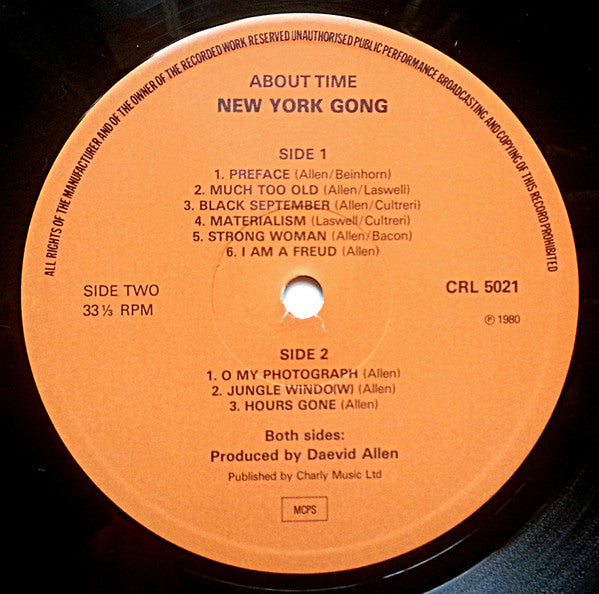 ALL RIGHTS OF THE MANUFACTURER AND OF THE OWNER OF THE RECORDED WORK RESERVED UNAUTHORISED PUBLIC PERFORMANCE BROADCASTING AND COPYING OF THIS RECORD PROHIBITED
ABOUT TIME
NEW YORK GONG
SIDE 1
1. PREFACE (Allen/Beinhorn)
2. MUCH TOO OLD (Allen/Laswell)
3. BLACK SEPTEMBER (Allen/Cultreri)
4. MATERIALISM (Laswell/Cultreri)
5. STRONG WOMAN (Allen/Bacon)
6. I AM A FREUD (Allen)
SIDE TWO
33⅓ RPM
CRL 5021
℗ 1980
SIDE 2
1. O MY PHOTOGRAPH (Allen)
2. JUNGLE WINDO(W) (Allen)
3. HOURS GONE (Allen)
Both sides:
Produced by Daevid Allen
Published by Charly Music Ltd
MCPS